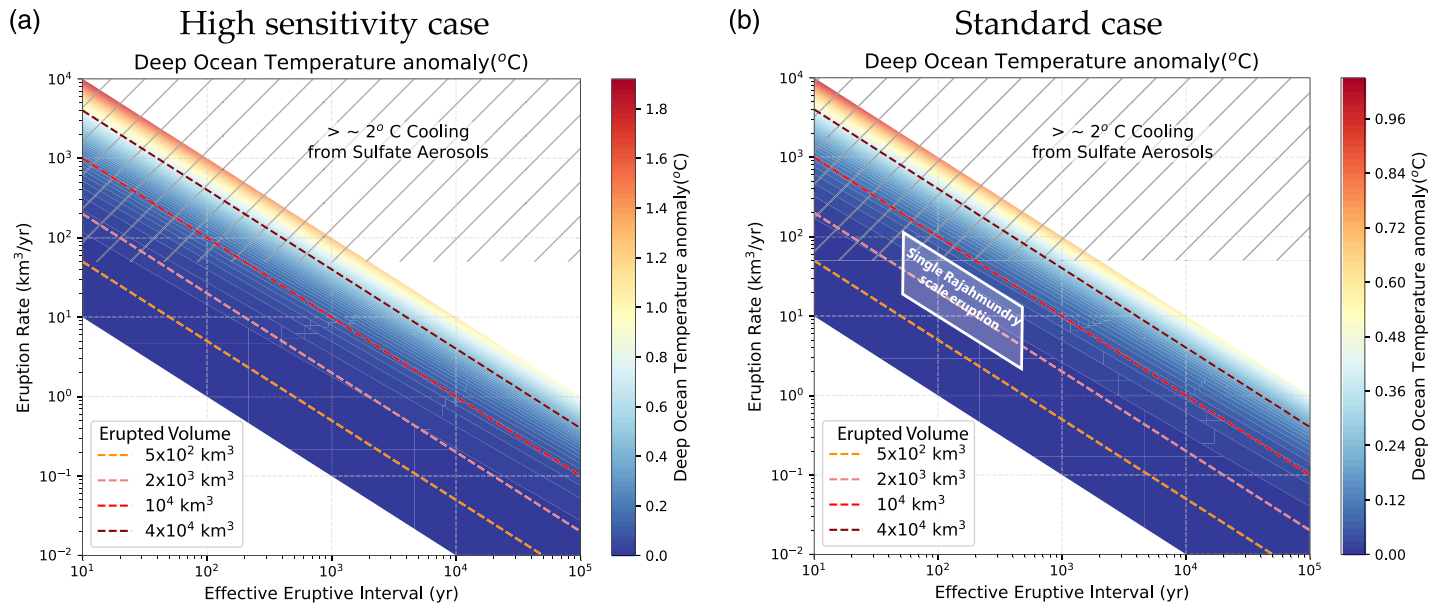 (a)
High sensitivity case
Deep Ocean Temperature anomaly(°C)
10⁴
10³
10²
10¹
10⁰
10⁻¹
10⁻²
Eruption Rate (km³/yr)
> ~ 2° C Cooling
from Sulfate Aerosols
Erupted Volume
5x10² km³
2x10³ km³
10⁴ km³
4x10⁴ km³
10¹
10²
10³
10⁴
10⁵
Effective Eruptive Interval (yr)
1.8
1.6
1.4
1.2
1.0
0.8
0.6
0.4
0.2
0.0
Deep Ocean Temperature anomaly(°C)
(b)
Standard case
Deep Ocean Temperature anomaly(°C)
10⁴
10³
10²
10¹
10⁰
10⁻¹
10⁻²
Eruption Rate (km³/yr)
> ~ 2° C Cooling
from Sulfate Aerosols
Single Rajahmundry
scale eruption
Erupted Volume
5x10² km³
2x10³ km³
10⁴ km³
4x10⁴ km³
10¹
10²
10³
10⁴
10⁵
Effective Eruptive Interval (yr)
0.96
0.84
0.72
0.60
0.48
0.36
0.24
0.12
0.00
Deep Ocean Temperature anomaly(°C)